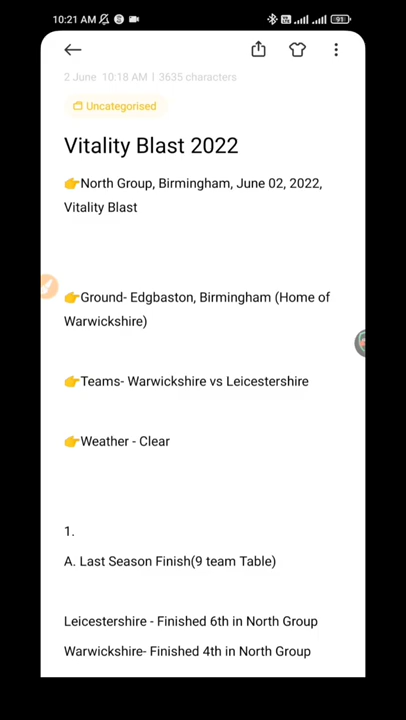 10:21 AM
91
2 June 10:18 AM | 3635 characters
Uncategorised
Vitality Blast 2022
👉North Group, Birmingham, June 02, 2022,
Vitality Blast
👉Ground- Edgbaston, Birmingham (Home of
Warwickshire)
👉Teams- Warwickshire vs Leicestershire
👉Weather - Clear
1.
A. Last Season Finish(9 team Table)
Leicestershire - Finished 6th in North Group
Warwickshire- Finished 4th in North Group